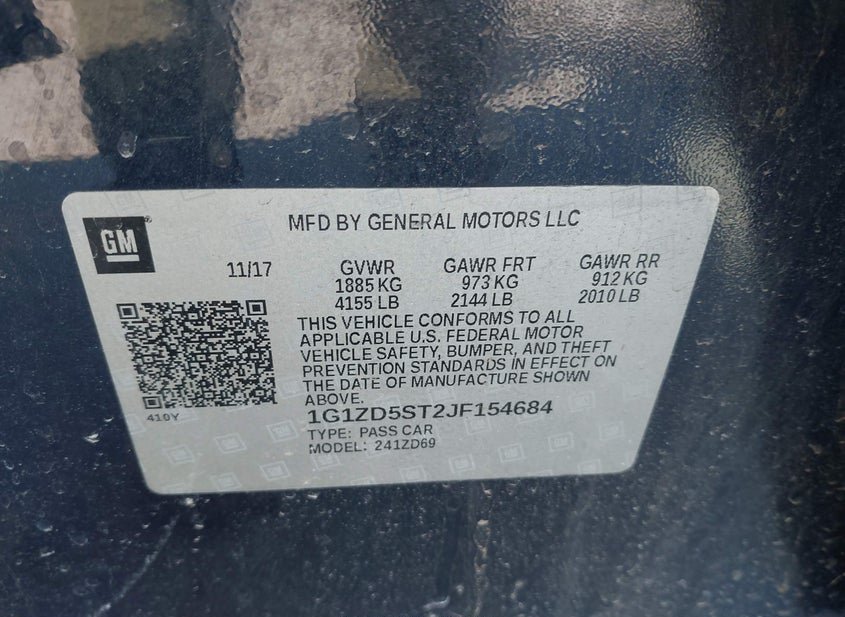 GM
MFD BY GENERAL MOTORS LLC
11/17
GVWR GAWR FRT GAWR RR
1885 KG 973 KG 912 KG
4155 LB 2144 LB 2010 LB
THIS VEHICLE CONFORMS TO ALL
APPLICABLE U.S. FEDERAL MOTOR
VEHICLE SAFETY, BUMPER, AND THEFT
PREVENTION STANDARDS IN EFFECT ON
THE DATE OF MANUFACTURE SHOWN
ABOVE.
410Y
1G1ZD5ST2JF154684
TYPE: PASS CAR
MODEL: 241ZD69